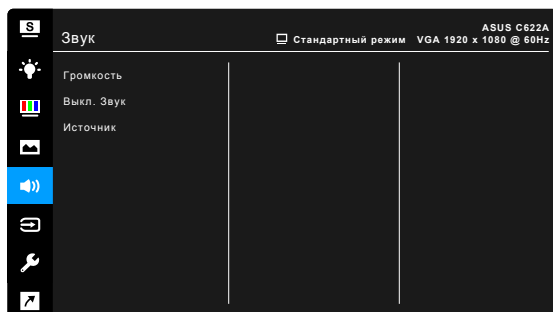 S
ASUS C622A
Звук
Стандартный режим VGA 1920 x 1080 @ 60Hz
Громкость
Выкл. Звук
Источник